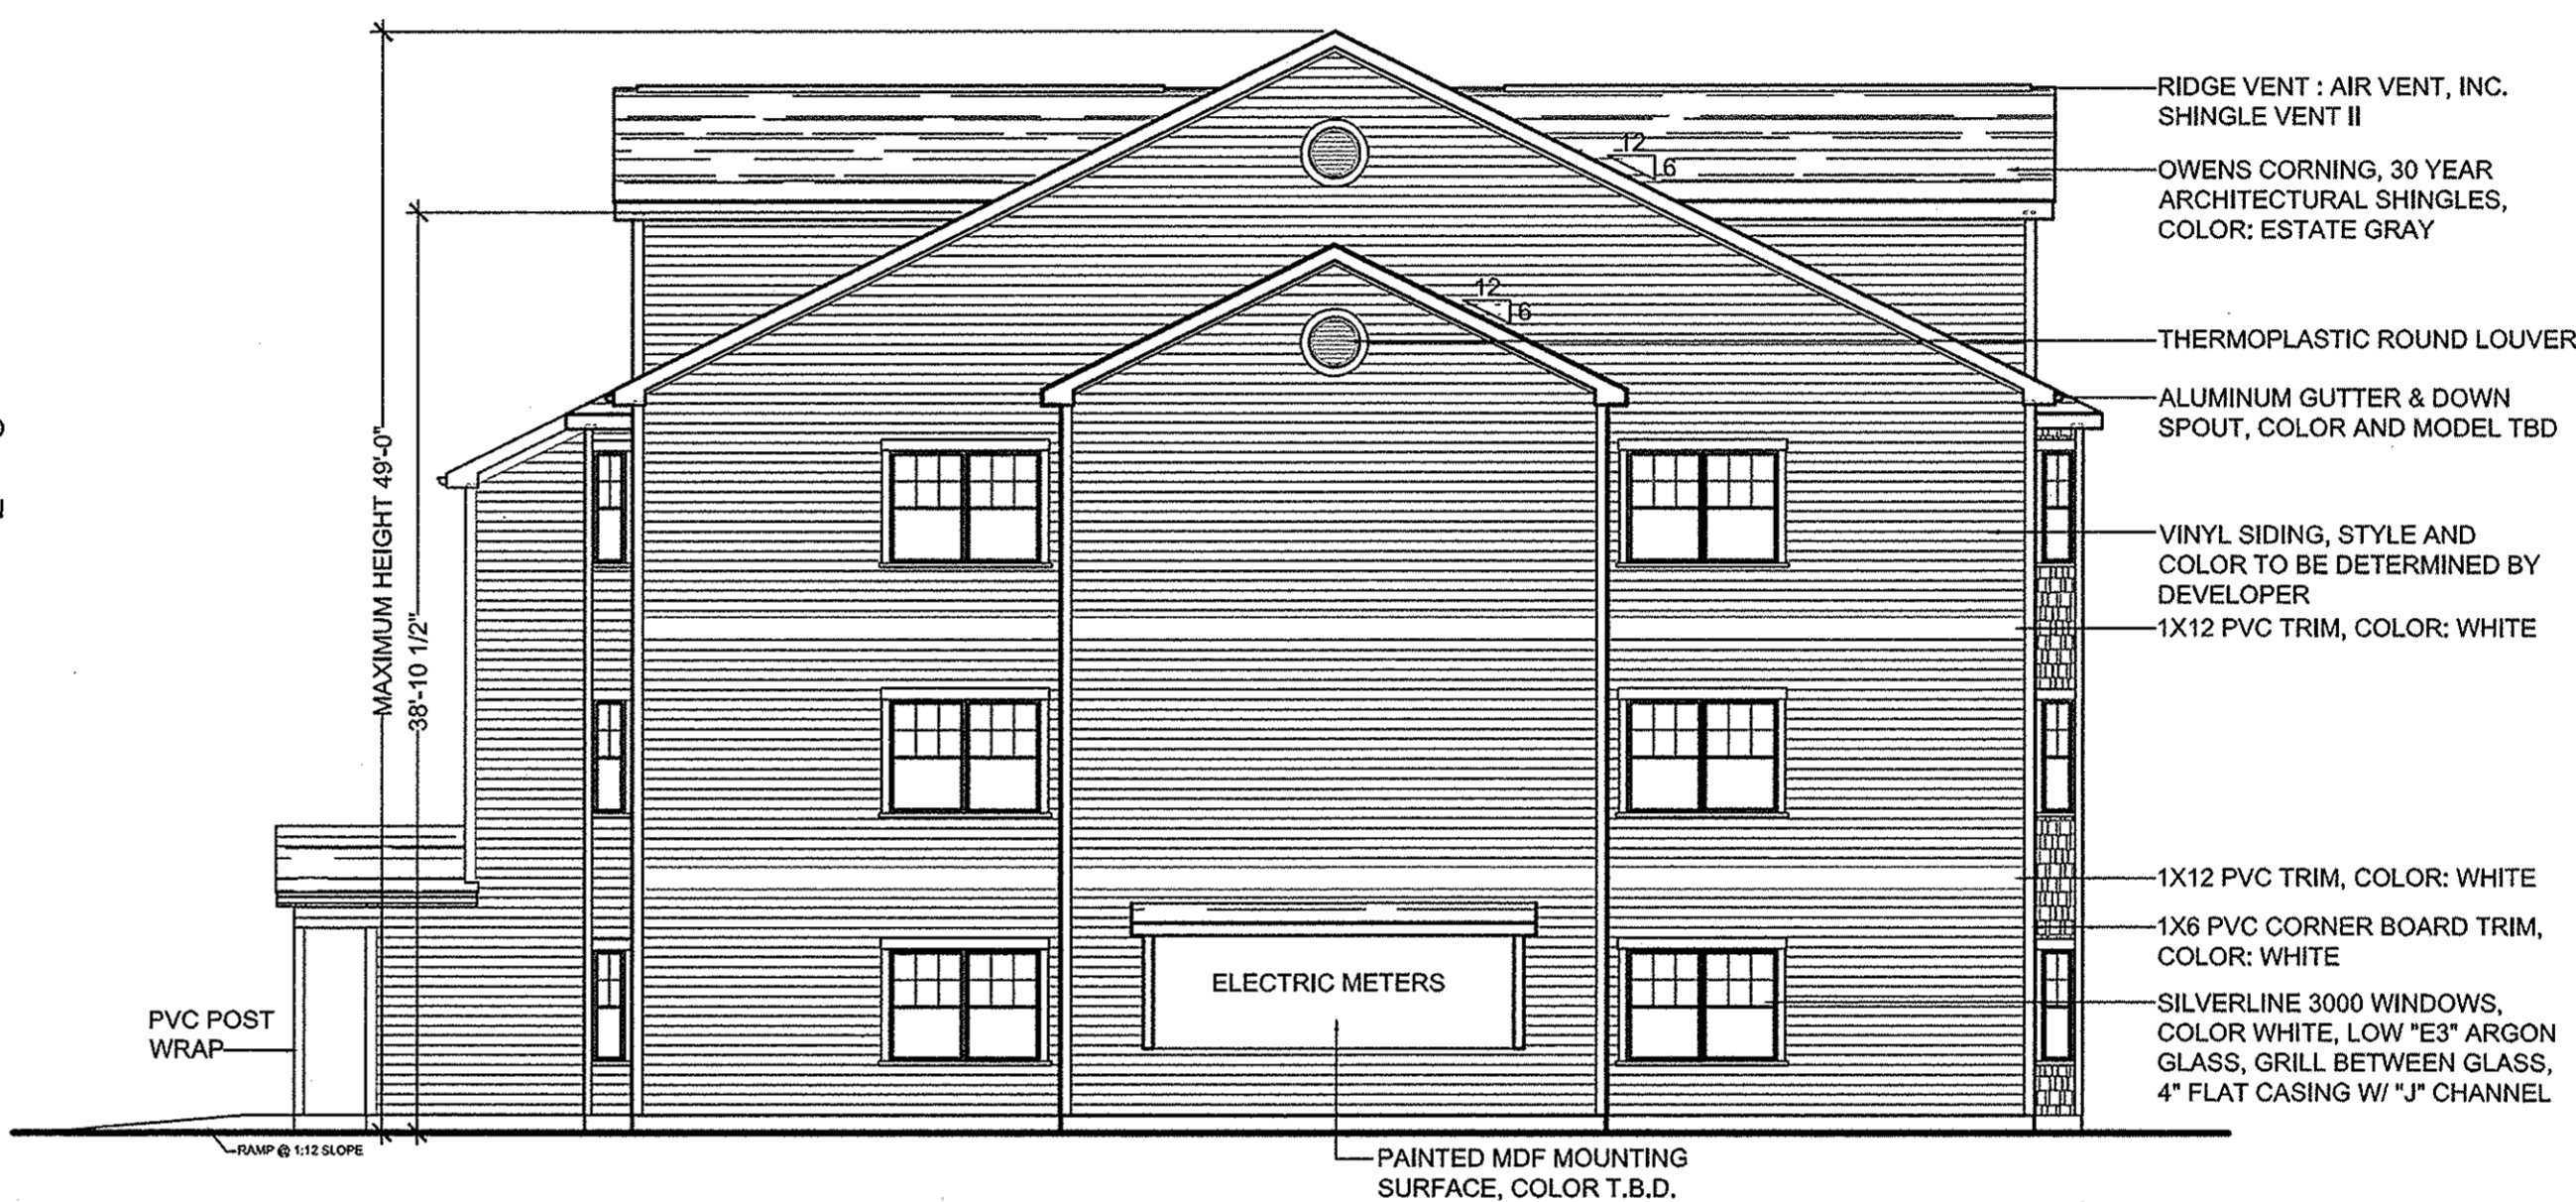 RIDGE VENT : AIR VENT, INC.
SHINGLE VENT II
12
6
OWENS CORNING, 30 YEAR
ARCHITECTURAL SHINGLES,
COLOR: ESTATE GRAY
12
6
THERMOPLASTIC ROUND LOUVER
ALUMINUM GUTTER & DOWN
SPOUT, COLOR AND MODEL TBD
MAXIMUM HEIGHT 49'-0"
38'-10 1/2"
VINYL SIDING, STYLE AND
COLOR TO BE DETERMINED BY
DEVELOPER
1X12 PVC TRIM, COLOR: WHITE
1X12 PVC TRIM, COLOR: WHITE
1X6 PVC CORNER BOARD TRIM,
COLOR: WHITE
ELECTRIC METERS
SILVERLINE 3000 WINDOWS,
COLOR WHITE, LOW "E3" ARGON
GLASS, GRILL BETWEEN GLASS,
4" FLAT CASING W/ "J" CHANNEL
PVC POST
WRAP
RAMP @ 1:12 SLOPE
PAINTED MDF MOUNTING
SURFACE, COLOR T.B.D.